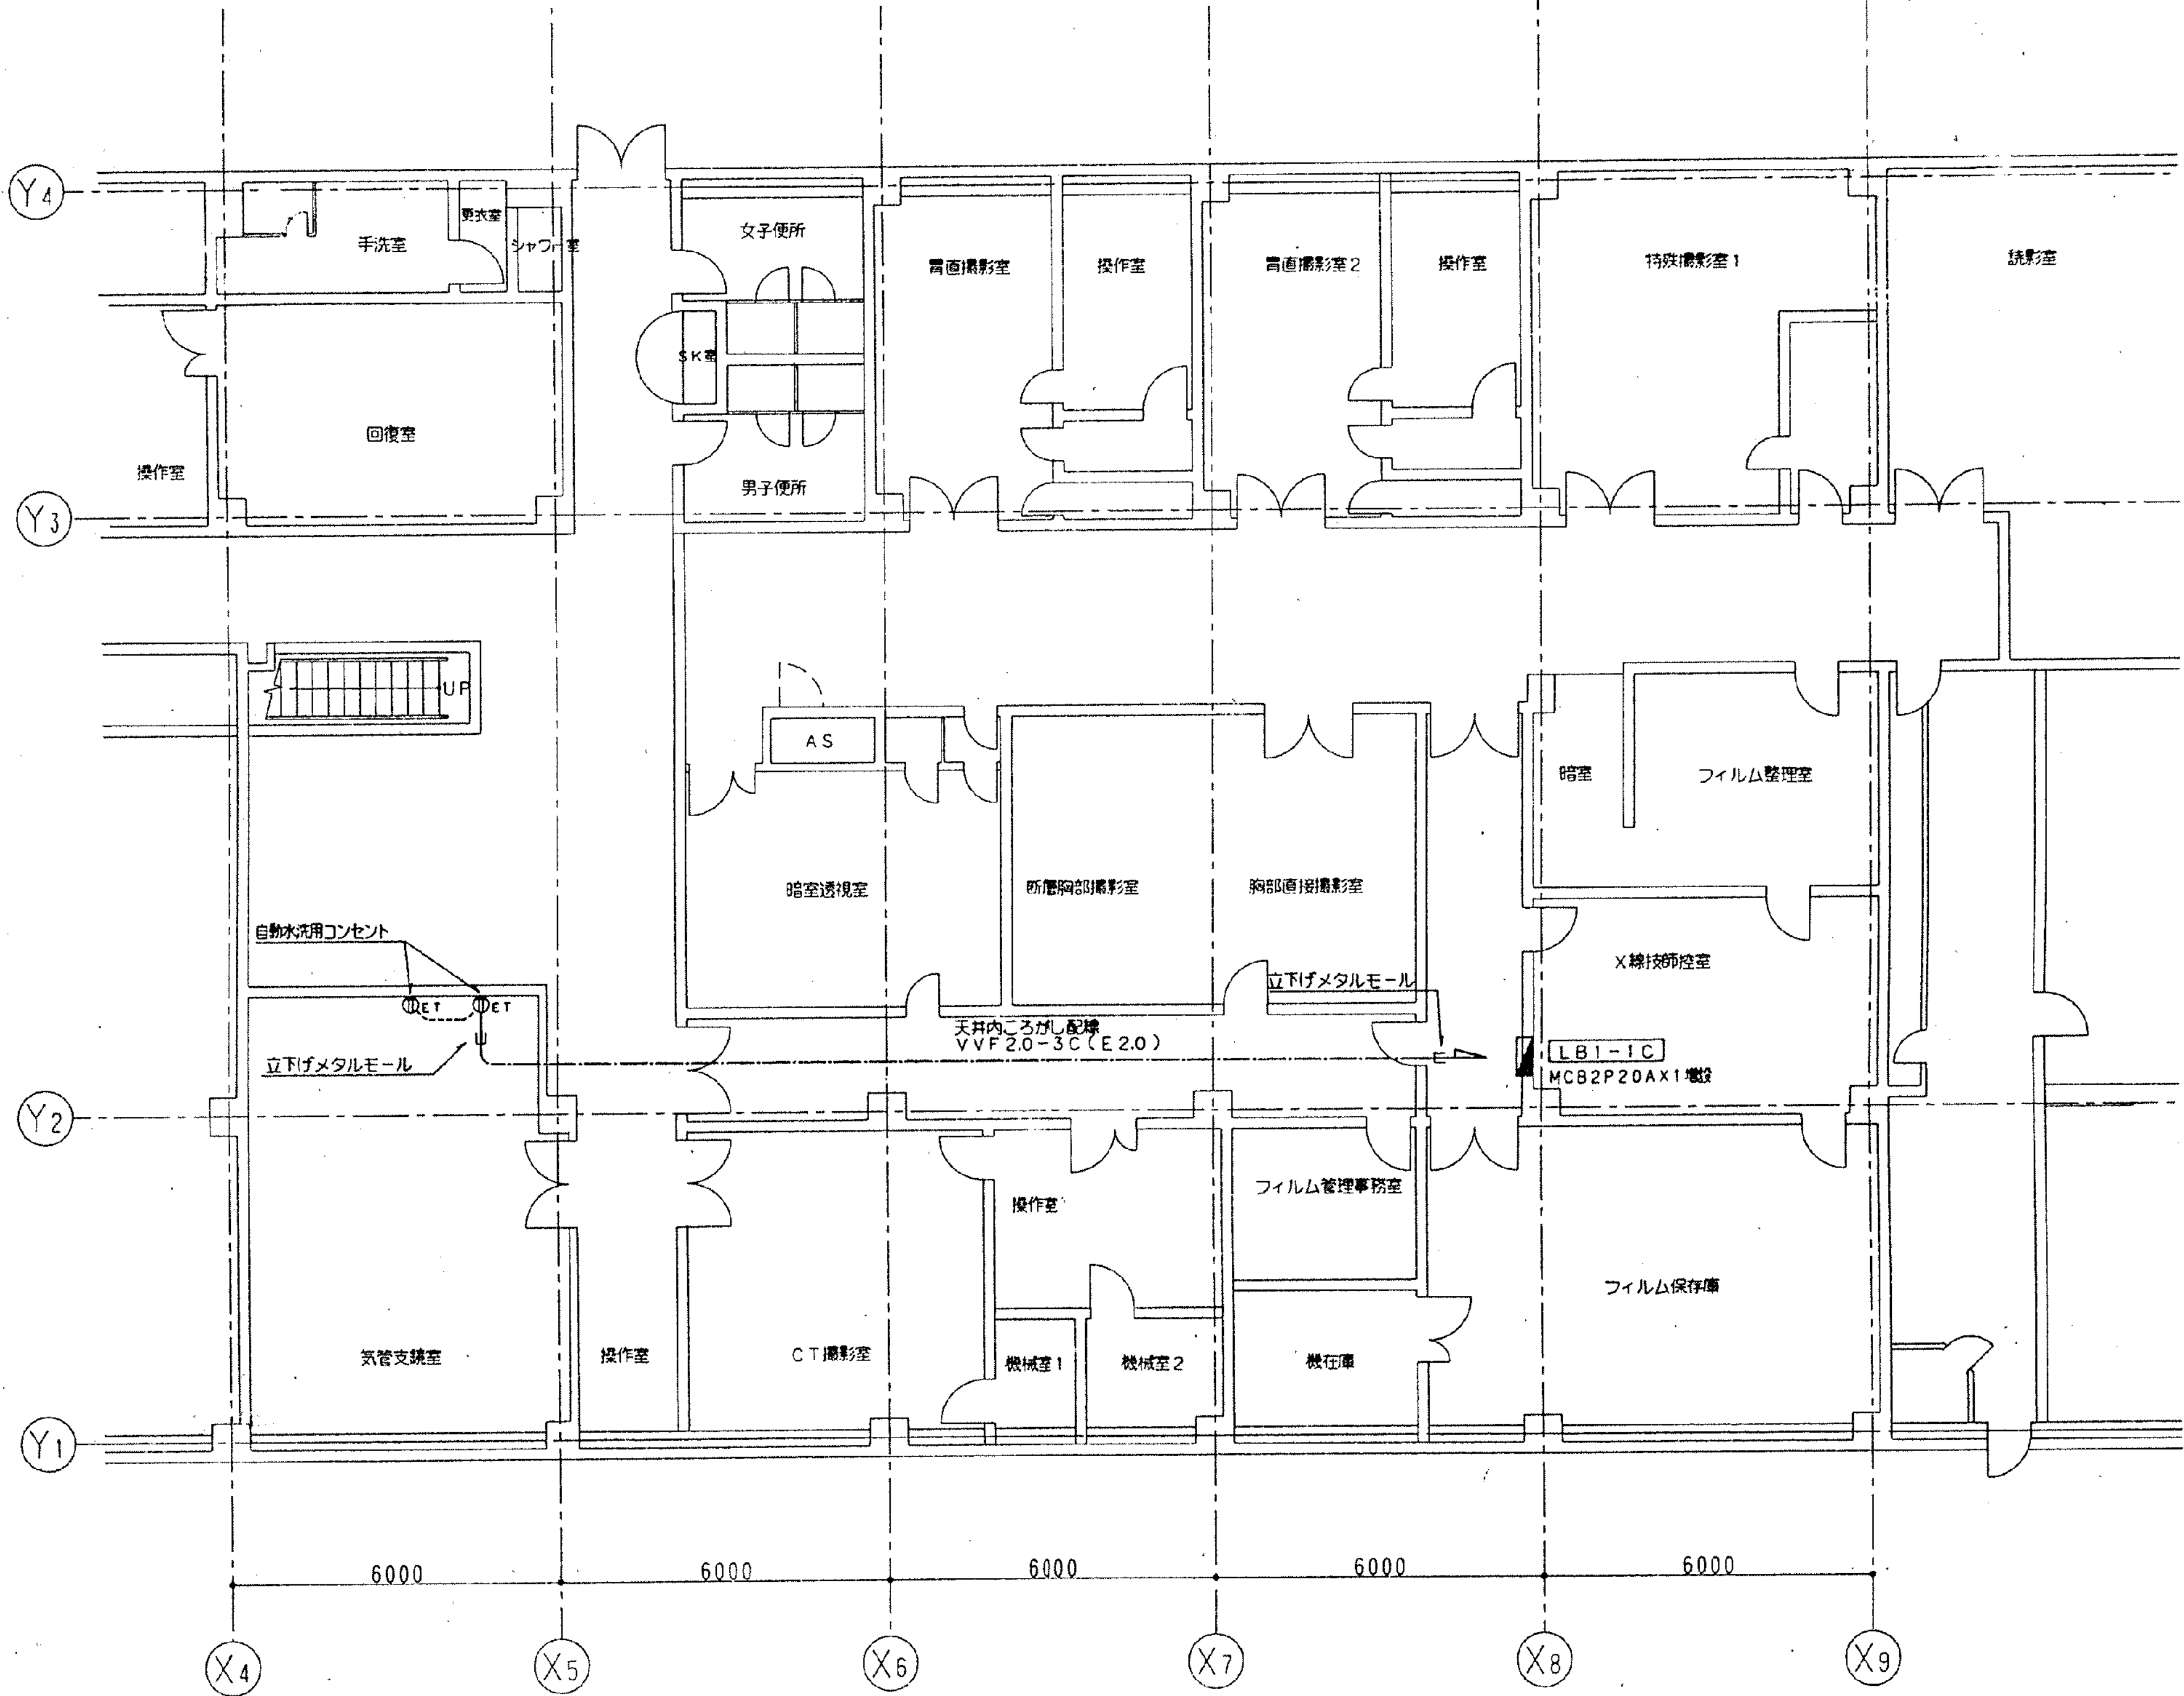 Y4
手洗室
更衣室
シャワー室
女子便所
胃直撮影室
操作室
胃直撮影室2
操作室
特殊撮影室1
読影室
SK室
回復室
操作室
男子便所
Y3
UP
AS
暗室
フィルム整理室
暗室透視室
断層胸部撮影室
胸部直接撮影室
自動水洗用コンセント
X線技師控室
立下げメタルモール
ET
ET
天井内ころがし配線
VVF2.0-3C(E2.0)
立下げメタルモール
LB1-1C
MCB2P20AX1増設
Y2
操作室
フィルム管理事務室
フィルム保存庫
気管支鏡室
操作室
CT撮影室
機械室1
機械室2
機在庫
Y1
6000
6000
6000
6000
6000
X4
X5
X6
X7
X8
X9